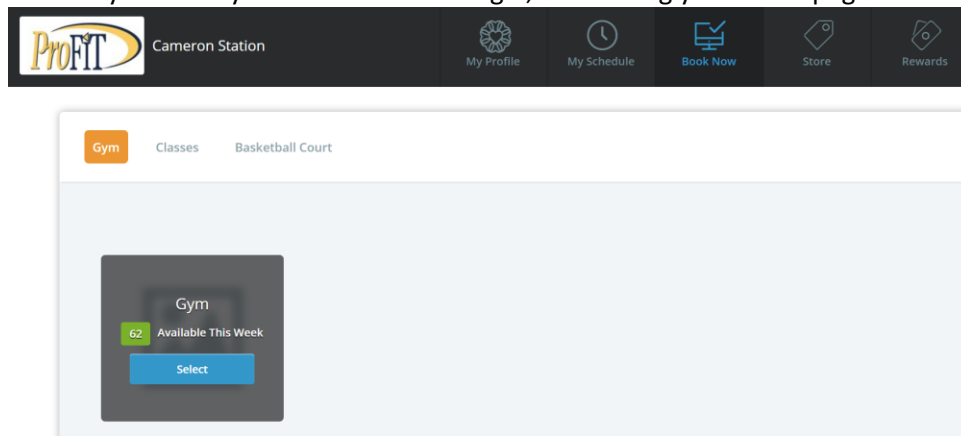 ProFIT
Cameron Station
My Profile
My Schedule
Book Now
Store
Rewards
Gym
Classes
Basketball Court
Gym
62 Available This Week
Select